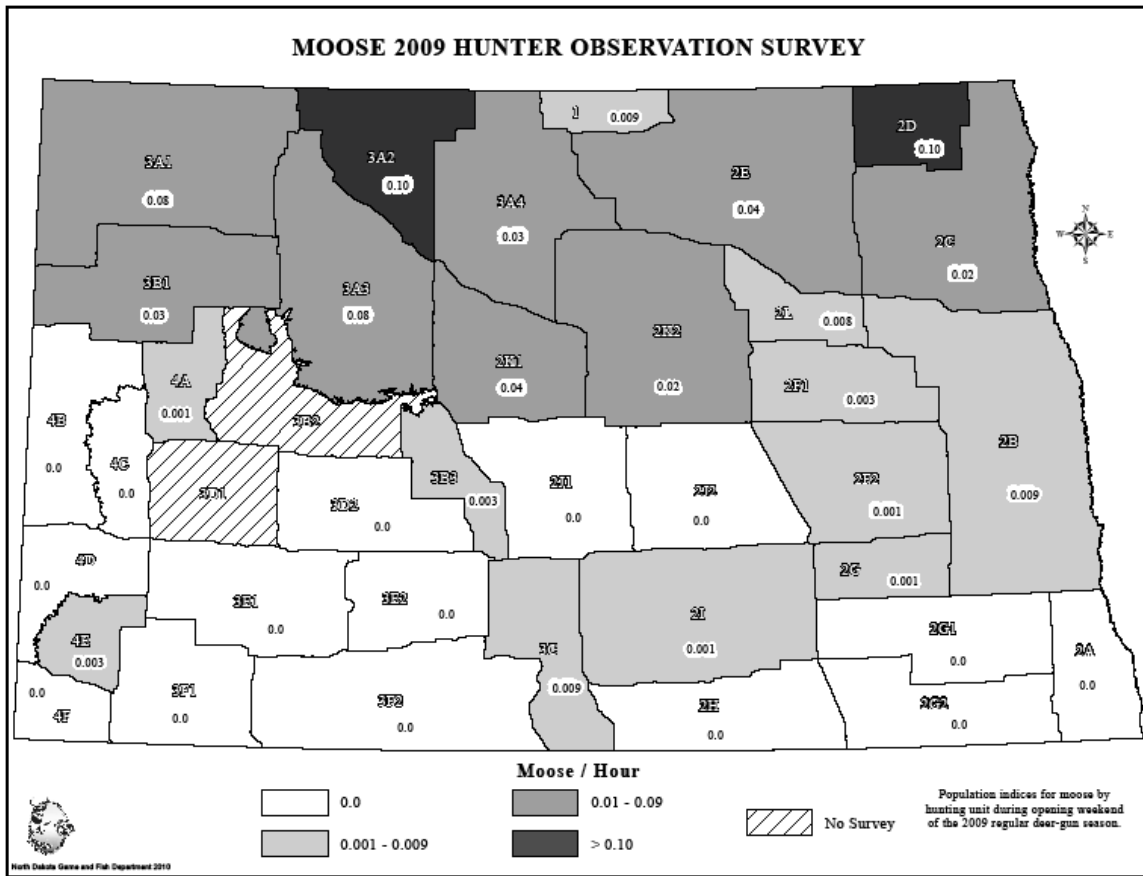 MOOSE 2009 HUNTER OBSERVATION SURVEY
1
0.009
2D
0.10
3A1
0.08
3A2
0.10
3A4
0.03
2E
0.04
2C
0.02
N
W E
S
3B1
0.03
3A3
0.08
2K1
0.04
2K2
0.02
2L
0.008
2F1
0.003
4A
0.001
4B
0.0
4C
0.0
3B2
3D1
3D2
0.0
3B3
0.003
2J1
0.0
2J2
0.0
2F2
0.001
2B
0.009
4D
0.0
3E1
0.0
3E2
0.0
2I
0.001
2G
0.001
2G1
0.0
2A
0.0
4E
0.003
3C
0.009
4F
0.0
3F1
0.0
3F2
0.0
2H
0.0
2G2
0.0
Moose / Hour
0.0
0.001 - 0.009
0.01 - 0.09
> 0.10
No Survey
Population indices for moose by
hunting unit during opening weekend
of the 2009 regular deer-gun season.
North Dakota Game and Fish Department 2010